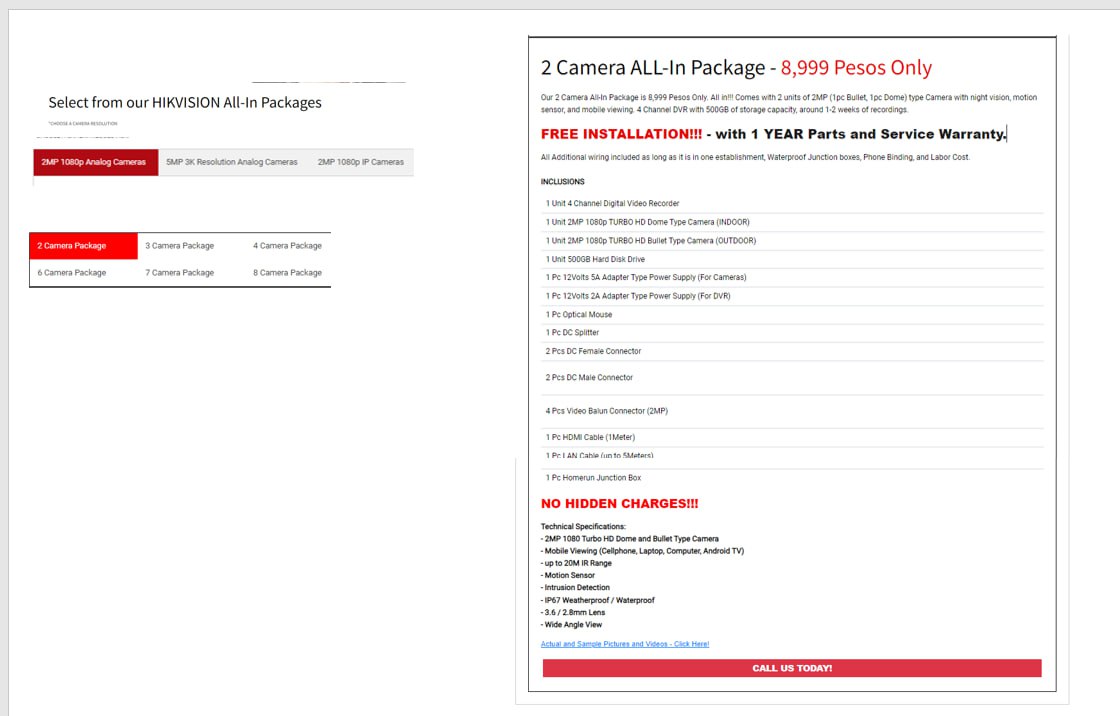 Select from our HIKVISION All-In Packages
*CHOOSE A CAMERA RESOLUTION
2MP 1080p Analog Cameras 5MP 3K Resolution Analog Cameras 2MP 1080p IP Cameras
2 Camera Package 3 Camera Package 4 Camera Package
6 Camera Package 7 Camera Package 8 Camera Package
2 Camera ALL-In Package - 8,999 Pesos Only
Our 2 Camera All-In Package is 8,999 Pesos Only. All in!!! Comes with 2 units of 2MP (1pc Bullet, 1pc Dome) type Camera with night vision, motion
sensor, and mobile viewing. 4 Channel DVR with 500GB of storage capacity, around 1-2 weeks of recordings.
FREE INSTALLATION!!! - with 1 YEAR Parts and Service Warranty.
All Additional wiring included as long as it is in one establishment, Waterproof Junction boxes, Phone Binding, and Labor Cost.
INCLUSIONS
1 Unit 4 Channel Digital Video Recorder
1 Unit 2MP 1080p TURBO HD Dome Type Camera (INDOOR)
1 Unit 2MP 1080p TURBO HD Bullet Type Camera (OUTDOOR)
1 Unit 500GB Hard Disk Drive
1 Pc 12Volts 5A Adapter Type Power Supply (For Cameras)
1 Pc 12Volts 2A Adapter Type Power Supply (For DVR)
1 Pc Optical Mouse
1 Pc DC Splitter
2 Pcs DC Female Connector
2 Pcs DC Male Connector
4 Pcs Video Balun Connector (2MP)
1 Pc HDMI Cable (1Meter)
1 Pc LAN Cable (up to 5Meters)
1 Pc Homerun Junction Box
NO HIDDEN CHARGES!!!
Technical Specifications:
- 2MP 1080 Turbo HD Dome and Bullet Type Camera
- Mobile Viewing (Cellphone, Laptop, Computer, Android TV)
- up to 20M IR Range
- Motion Sensor
- Intrusion Detection
- IP67 Weatherproof / Waterproof
- 3.6 / 2.8mm Lens
- Wide Angle View
Actual and Sample Pictures and Videos - Click Here!
CALL US TODAY!